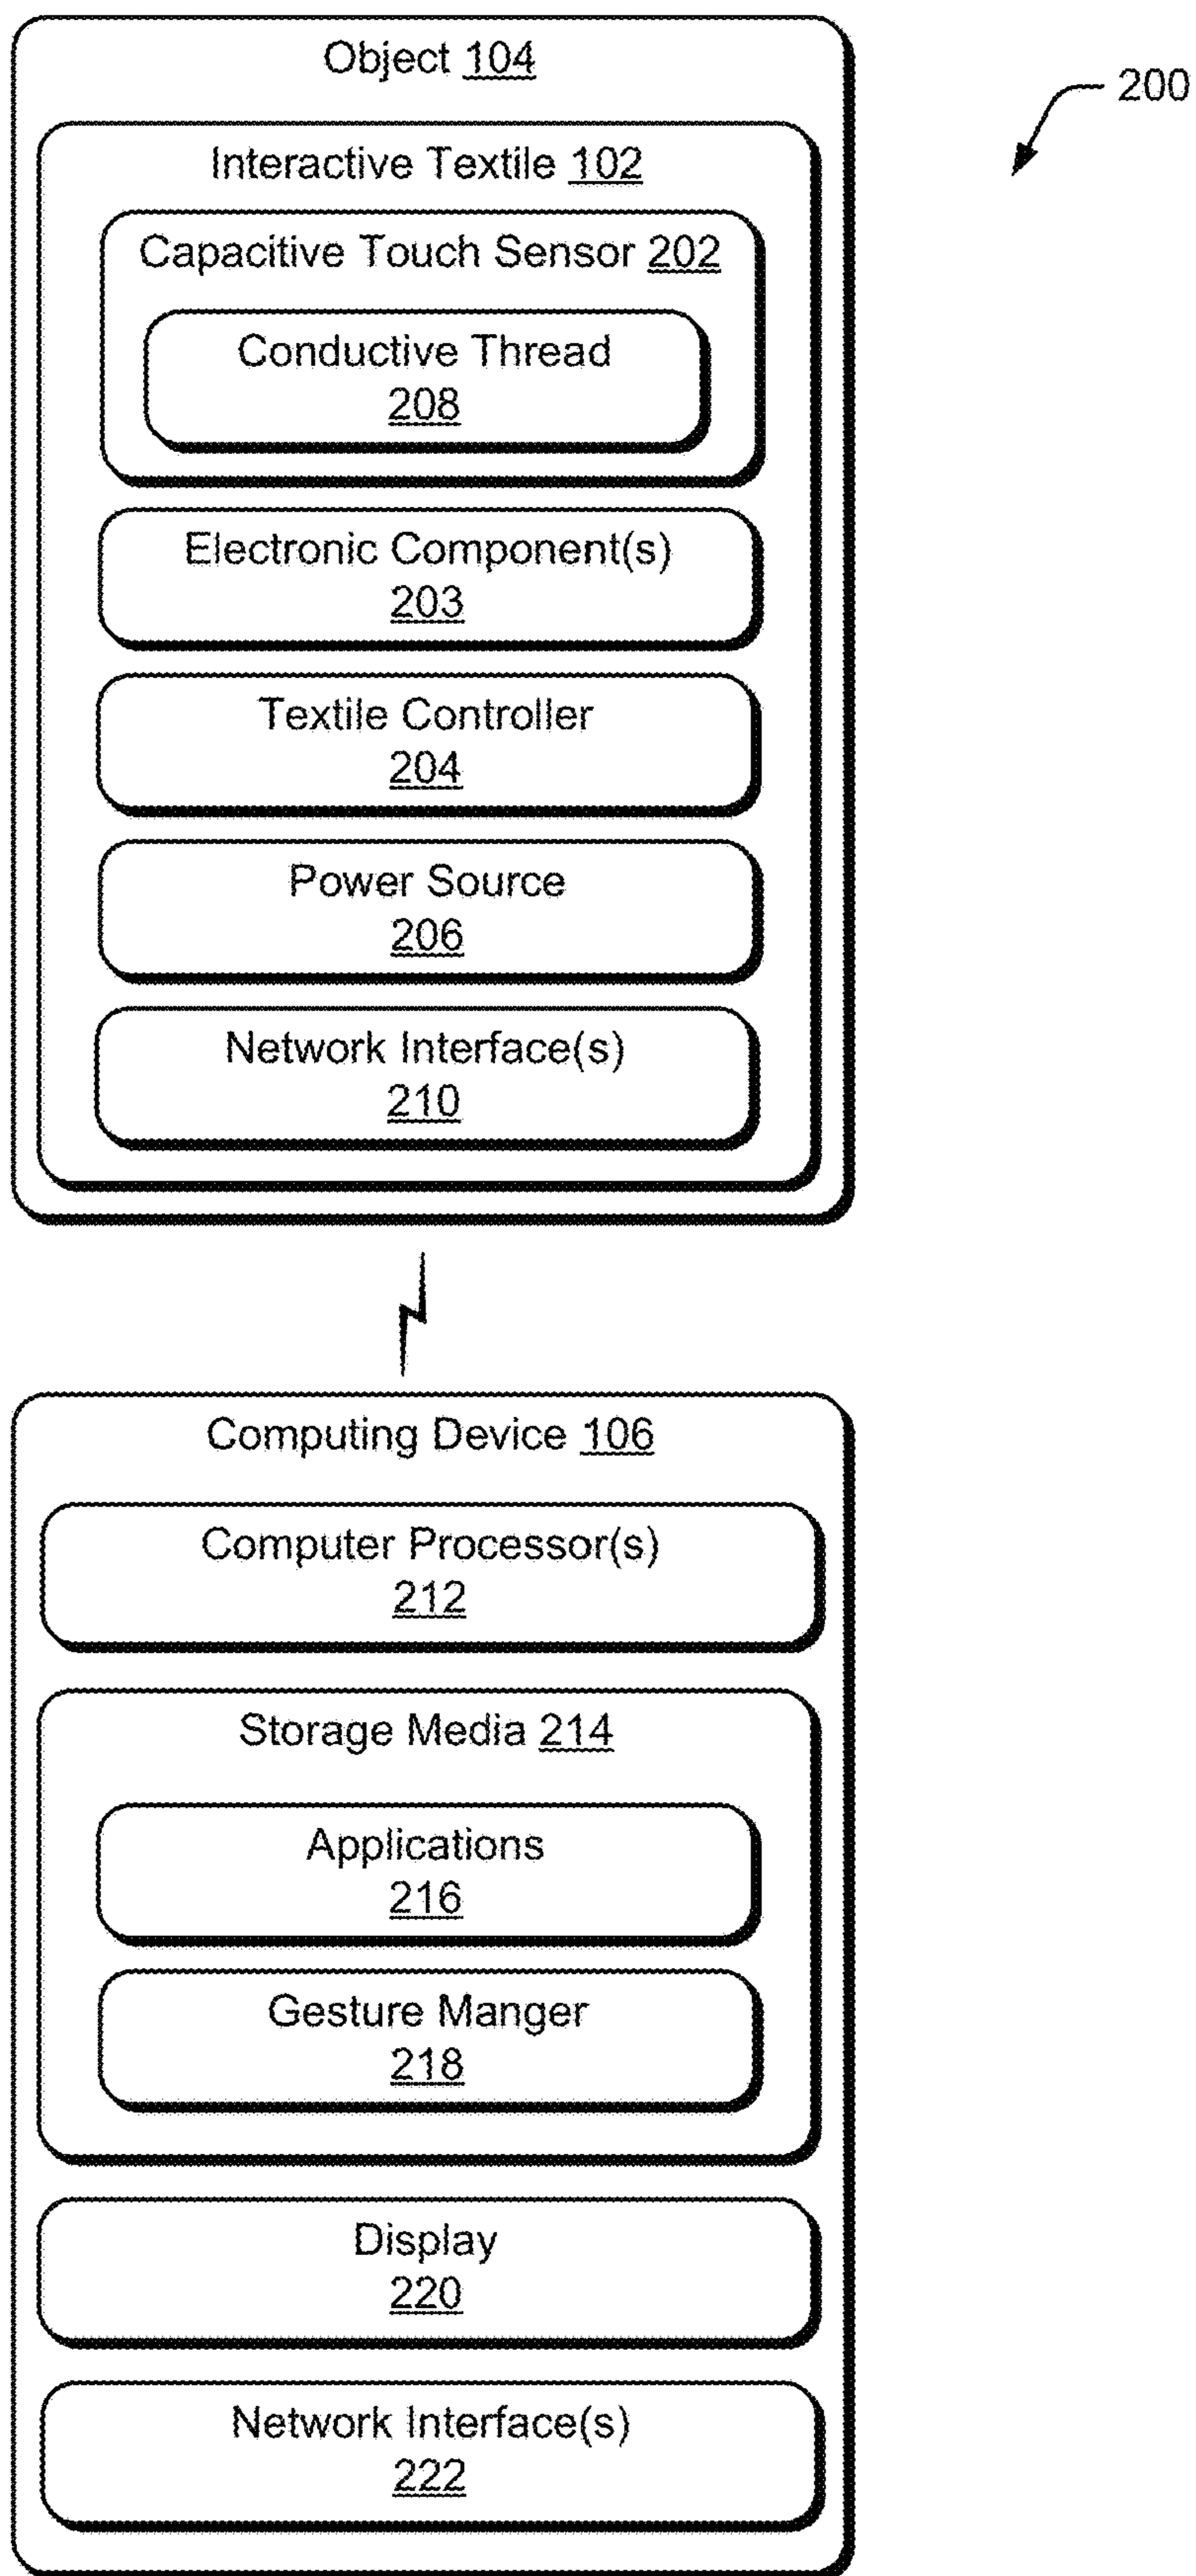 Object 104
200
Interactive Textile 102
Capacitive Touch Sensor 202
Conductive Thread
208
Electronic Component(s)
203
Textile Controller
204
Power Source
206
Network Interface(s)
210
Computing Device 106
Computer Processor(s)
212
Storage Media 214
Applications
216
Gesture Manger
218
Display
220
Network Interface(s)
222